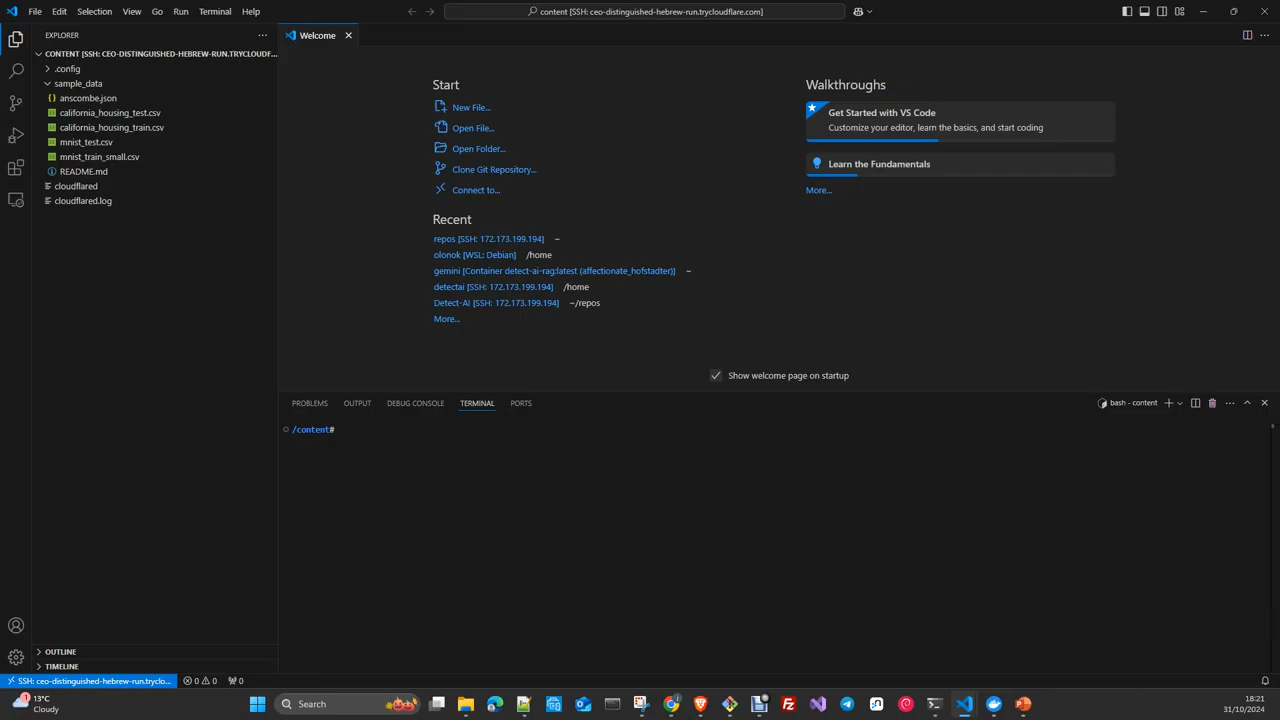 File Edit Selection View Go Run Terminal Help
content [SSH: ceo-distinguished-hebrew-run.trycloudflare.com]
EXPLORER
CONTENT [SSH: CEO-DISTINGUISHED-HEBREW-RUN.TRYCLOUDF...
.config
sample_data
anscombe.json
california_housing_test.csv
california_housing_train.csv
mnist_test.csv
mnist_train_small.csv
README.md
cloudflared
cloudflared.log
OUTLINE
TIMELINE
Welcome
Start
New File...
Open File...
Open Folder...
Clone Git Repository...
Connect to...
Recent
repos [SSH: 172.173.199.194] ~
olonok [WSL: Debian] /home
gemini [Container detect-ai-rag:latest (affectionate_hofstadter)] ~
detectai [SSH: 172.173.199.194] /home
Detect-AI [SSH: 172.173.199.194] ~/repos
More...
Walkthroughs
Get Started with VS Code
Customize your editor, learn the basics, and start coding
Learn the Fundamentals
More...
Show welcome page on startup
PROBLEMS OUTPUT DEBUG CONSOLE TERMINAL PORTS
bash - content
/content#
SSH: ceo-distinguished-hebrew-run.tryclo... 0 0 0
1
13°C
Cloudy
Search
18:21
31/10/2024